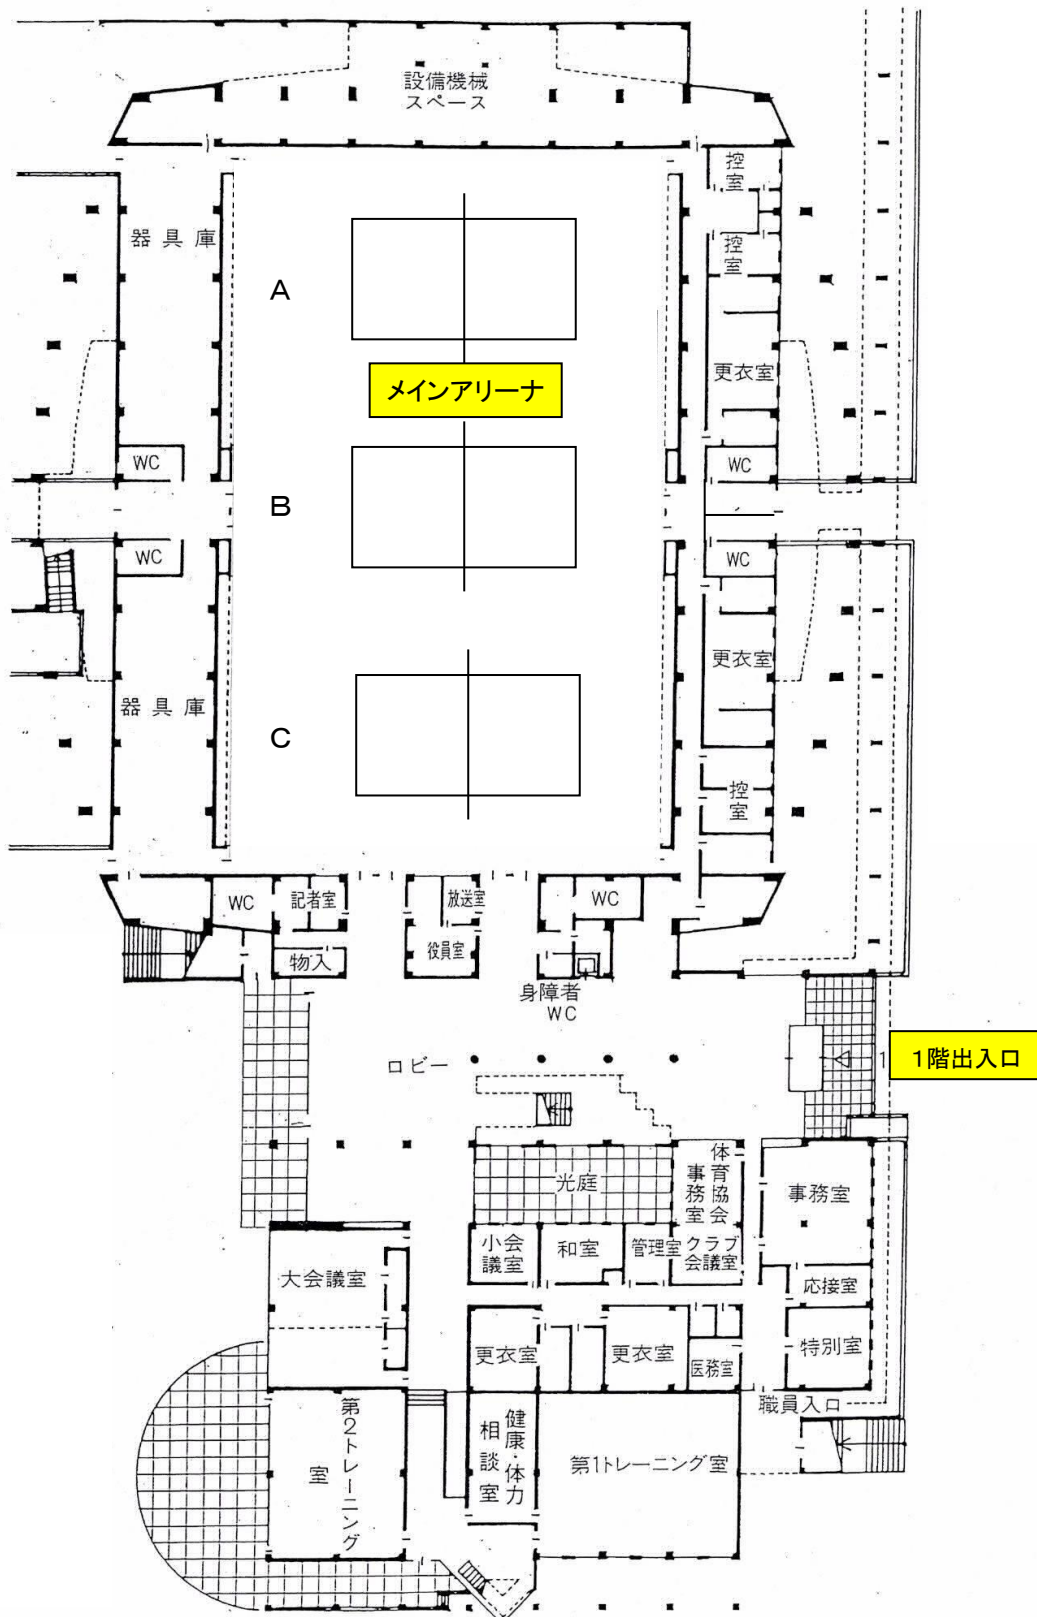 設備機械
スペース
控
室
器具庫
控
室
A
メインアリーナ
更衣室
WC
WC
B
WC
WC
更衣室
器具庫
C
控
室
WC
記者室
放送室
WC
役員室
物入
身障者
WC
ロビー
1
1階出入口
体育協会
事務室
光庭
事務室
小会
議室
和室
管理室
クラブ
会議室
大会議室
応接室
更衣室
更衣室
医務室
特別室
職員入口
第2トレーニング
室
健康・体力
相談室
第1トレーニング室